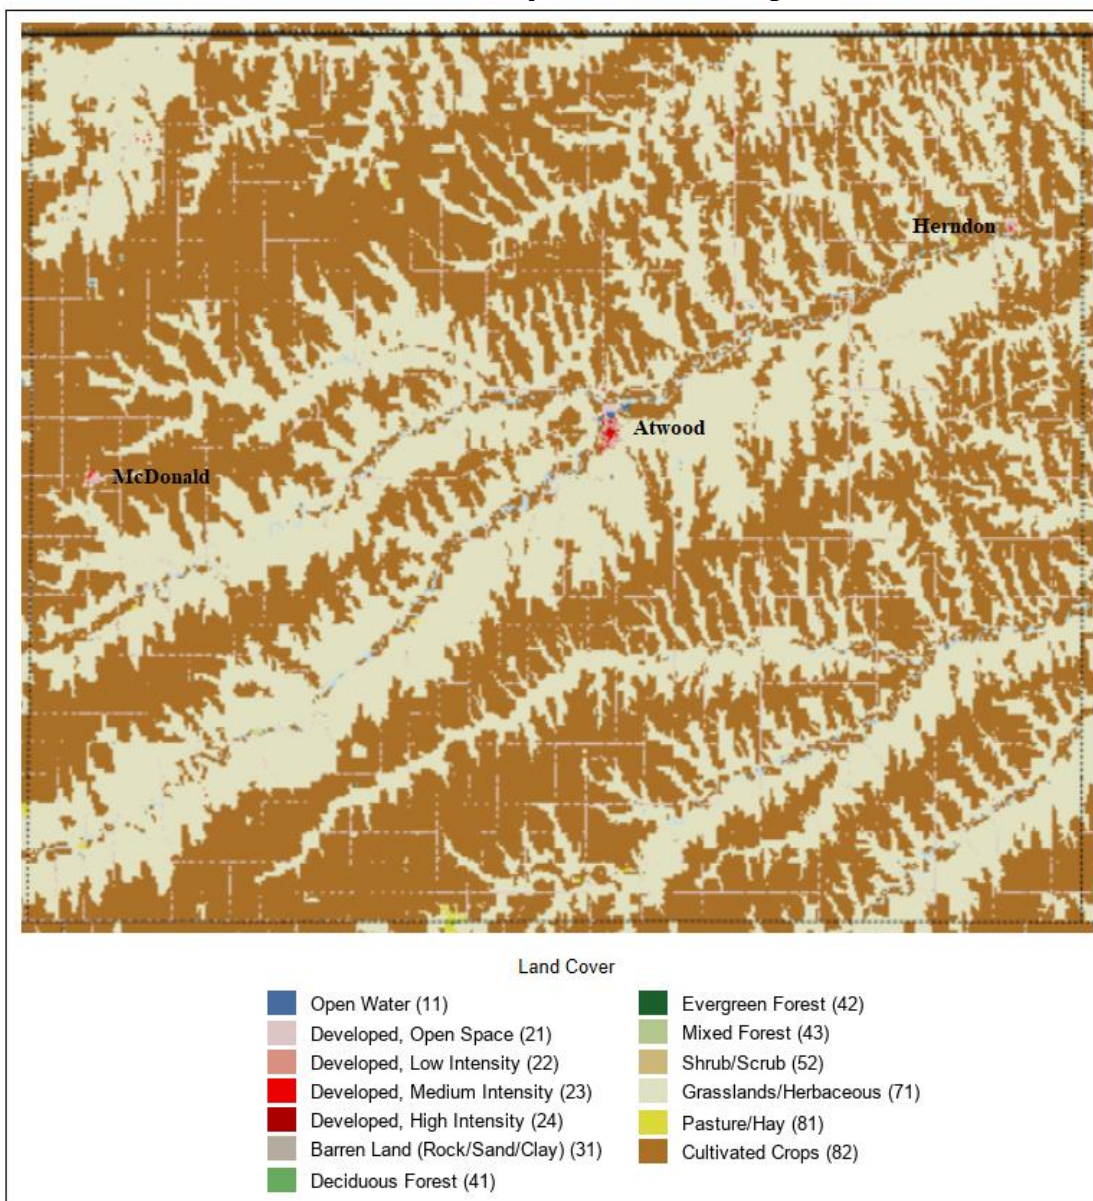 Herndon
Atwood
McDonald
Land Cover
Open Water (11)
Developed, Open Space (21)
Developed, Low Intensity (22)
Developed, Medium Intensity (23)
Developed, High Intensity (24)
Barren Land (Rock/Sand/Clay) (31)
Deciduous Forest (41)
Evergreen Forest (42)
Mixed Forest (43)
Shrub/Scrub (52)
Grasslands/Herbaceous (71)
Pasture/Hay (81)
Cultivated Crops (82)